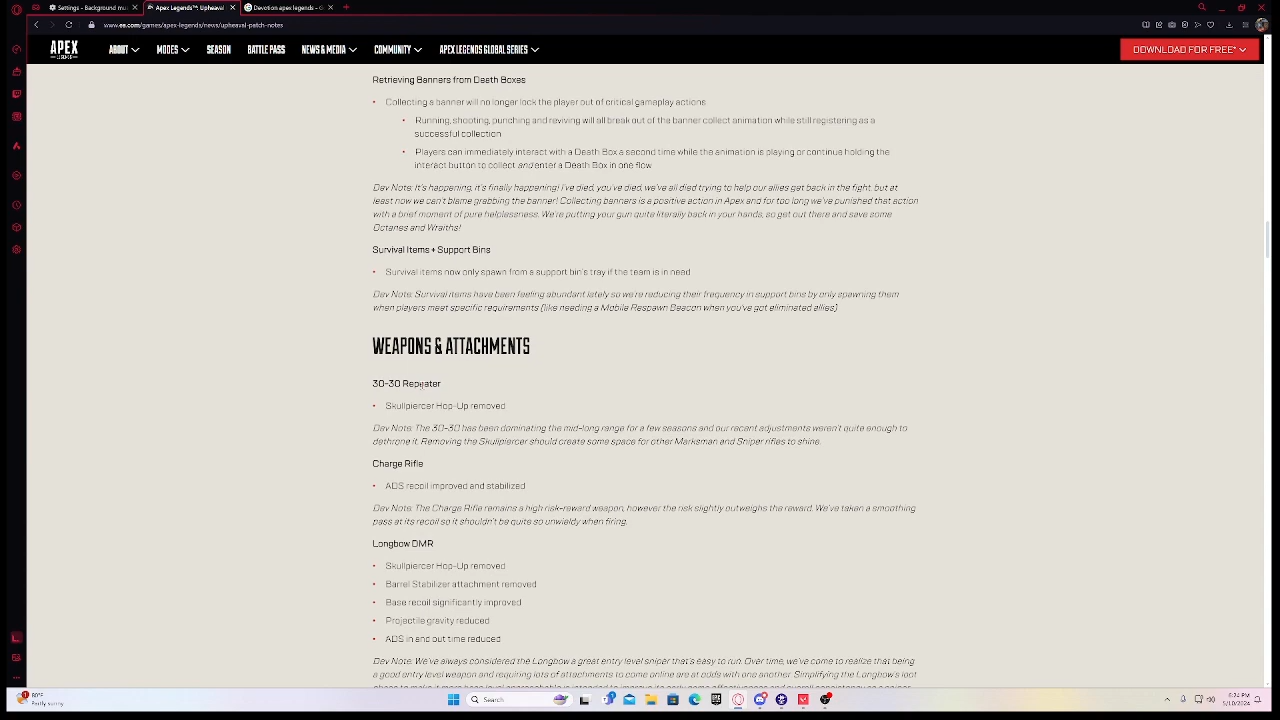 Settings - Background mu
Apex Legends™: Upheaval
Devotion apex legends - G
www.ea.com/games/apex-legends/news/upheaval-patch-notes
APEX
LEGENDS
ABOUT
MODES
SEASON
BATTLE PASS
NEWS & MEDIA
COMMUNITY
APEX LEGENDS GLOBAL SERIES
DOWNLOAD FOR FREE*
Retrieving Banners from Death Boxes
• Collecting a banner will no longer lock the player out of critical gameplay actions
• Running, shooting, punching and reviving will all break out of the banner collect animation while still registering as a
successful collection
• Players can immediately interact with a Death Box a second time while the animation is playing or continue holding the
interact button to collect and enter a Death Box in one flow
Dev Note: It's happening, it's finally happening! I've died, you've died, we've all died trying to help our allies get back in the fight, but at
least now we can't blame grabbing the banner! Collecting banners is a positive action in Apex and for too long we've punished that action
with a brief moment of pure helplessness. We're putting your gun quite literally back in your hands, so get out there and save some
Octanes and Wraiths!
Survival Items + Support Bins
• Survival items now only spawn from a support bin's tray if the team is in need
Dev Note: Survival items have been feeling abundant lately so we're reducing their frequency in support bins by only spawning them
when players meet specific requirements (like needing a Mobile Respawn Beacon when you've got eliminated allies)
WEAPONS & ATTACHMENTS
30-30 Repeater
• Skullpiercer Hop-Up removed
Dev Note: The 30-30 has been dominating the mid-long range for a few seasons and our recent adjustments weren't quite enough to
dethrone it. Removing the Skullpiercer should create some space for other Marksman and Sniper rifles to shine.
Charge Rifle
• ADS recoil improved and stabilized
Dev Note: The Charge Rifle remains a high risk-reward weapon, however the risk slightly outweighs the reward. We've taken a smoothing
pass at its recoil so it shouldn't be quite so unwieldy when firing.
Longbow DMR
• Skullpiercer Hop-Up removed
• Barrel Stabilizer attachment removed
• Base recoil significantly improved
• Projectile gravity reduced
• ADS in and out time reduced
Dev Note: We've always considered the Longbow a great entry level sniper that's easy to run. Over time, we've come to realize that being
a good entry level weapon and requiring lots of attachments to come online are at odds with one another. Simplifying the Longbow's loot
80°F
Partly sunny
Search
6:24 PM
5/10/2024